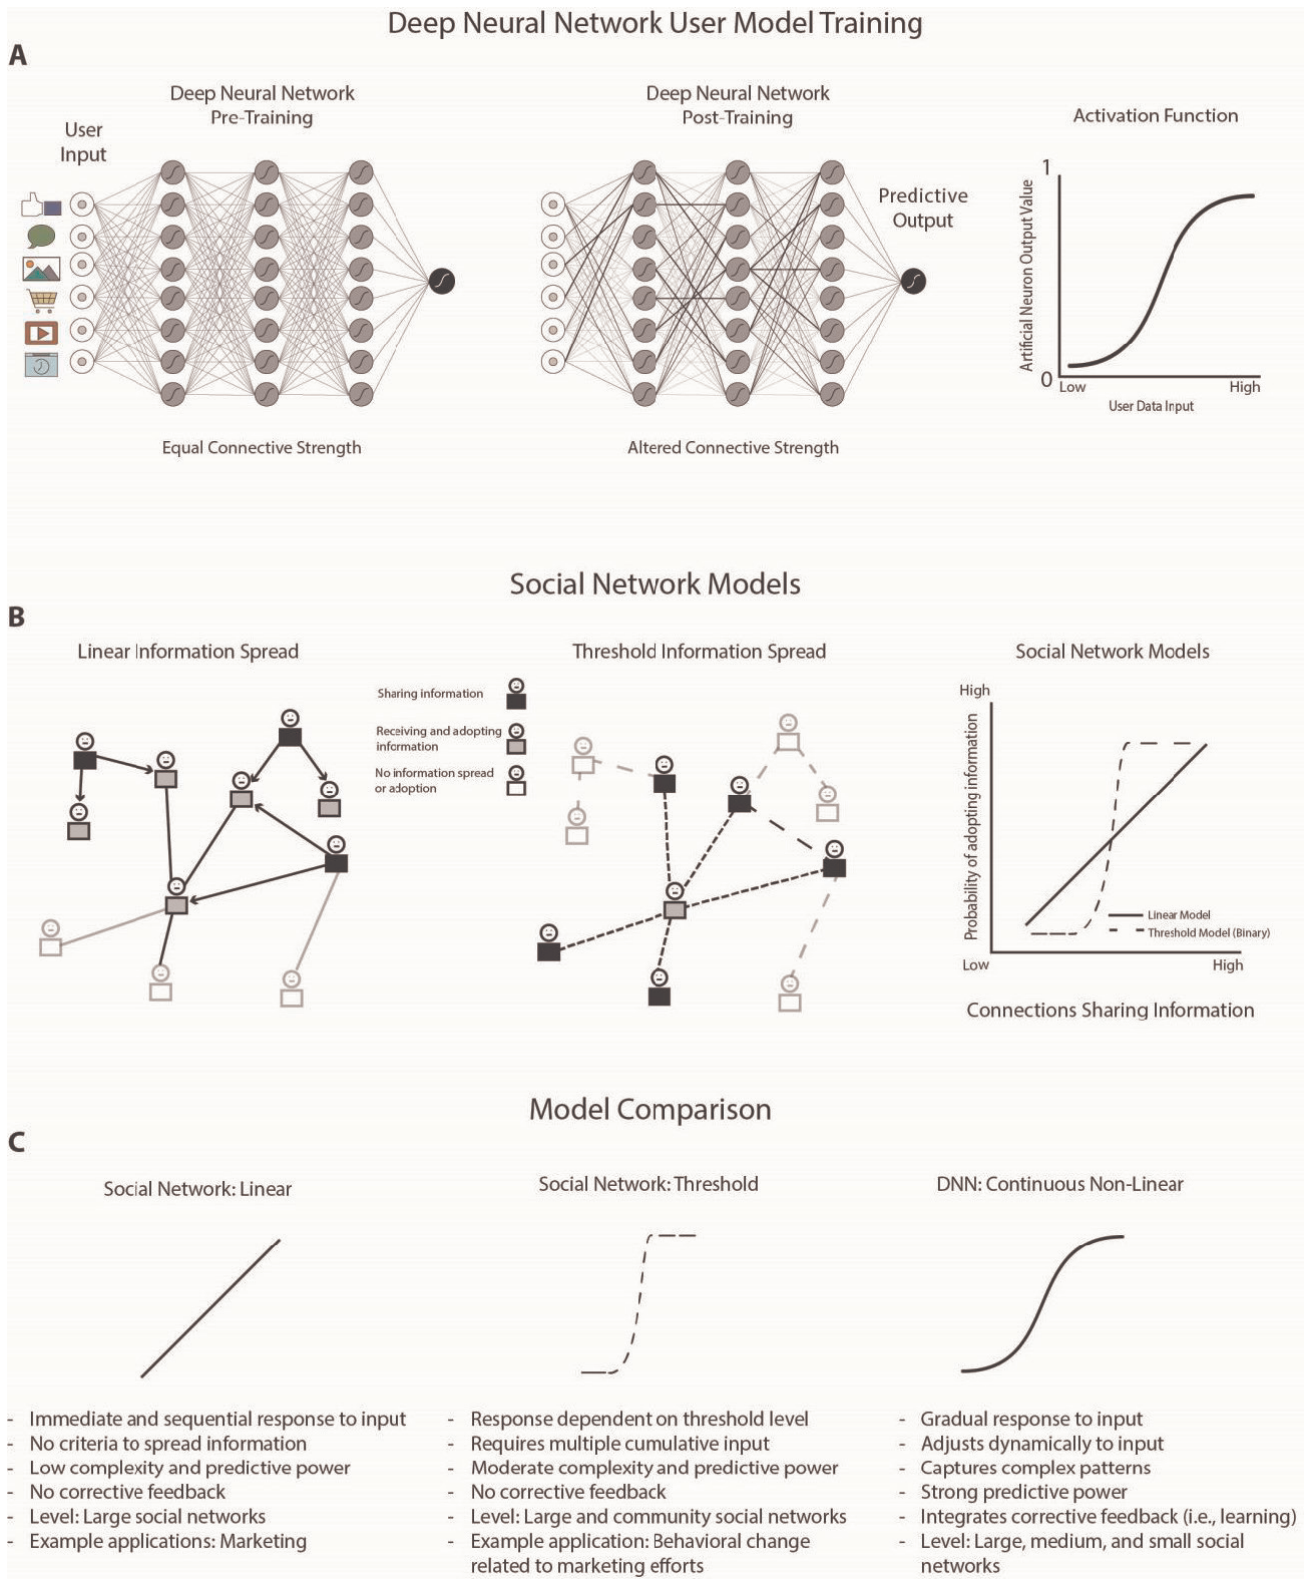 Deep Neural Network User Model Training
A
Deep Neural Network
Pre-Training
User
Input
Equal Connective Strength
Deep Neural Network
Post-Training
Predictive
Output
Altered Connective Strength
Activation Function
1
Artificial Neuron Output Value
0
Low
High
User Data Input
Social Network Models
B
Linear Information Spread
Sharing information
Receiving and adopting
information
No information spread
or adoption
Threshold Information Spread
Social Network Models
High
Probability of adopting information
Linear Model
Threshold Model (Binary)
Low
High
Connections Sharing Information
Model Comparison
C
Social Network: Linear
- Immediate and sequential response to input
- No criteria to spread information
- Low complexity and predictive power
- No corrective feedback
- Level: Large social networks
- Example applications: Marketing
Social Network: Threshold
- Response dependent on threshold level
- Requires multiple cumulative input
- Moderate complexity and predictive power
- No corrective feedback
- Level: Large and community social networks
- Example application: Behavioral change
related to marketing efforts
DNN: Continuous Non-Linear
- Gradual response to input
- Adjusts dynamically to input
- Captures complex patterns
- Strong predictive power
- Integrates corrective feedback (i.e., learning)
- Level: Large, medium, and small social
networks